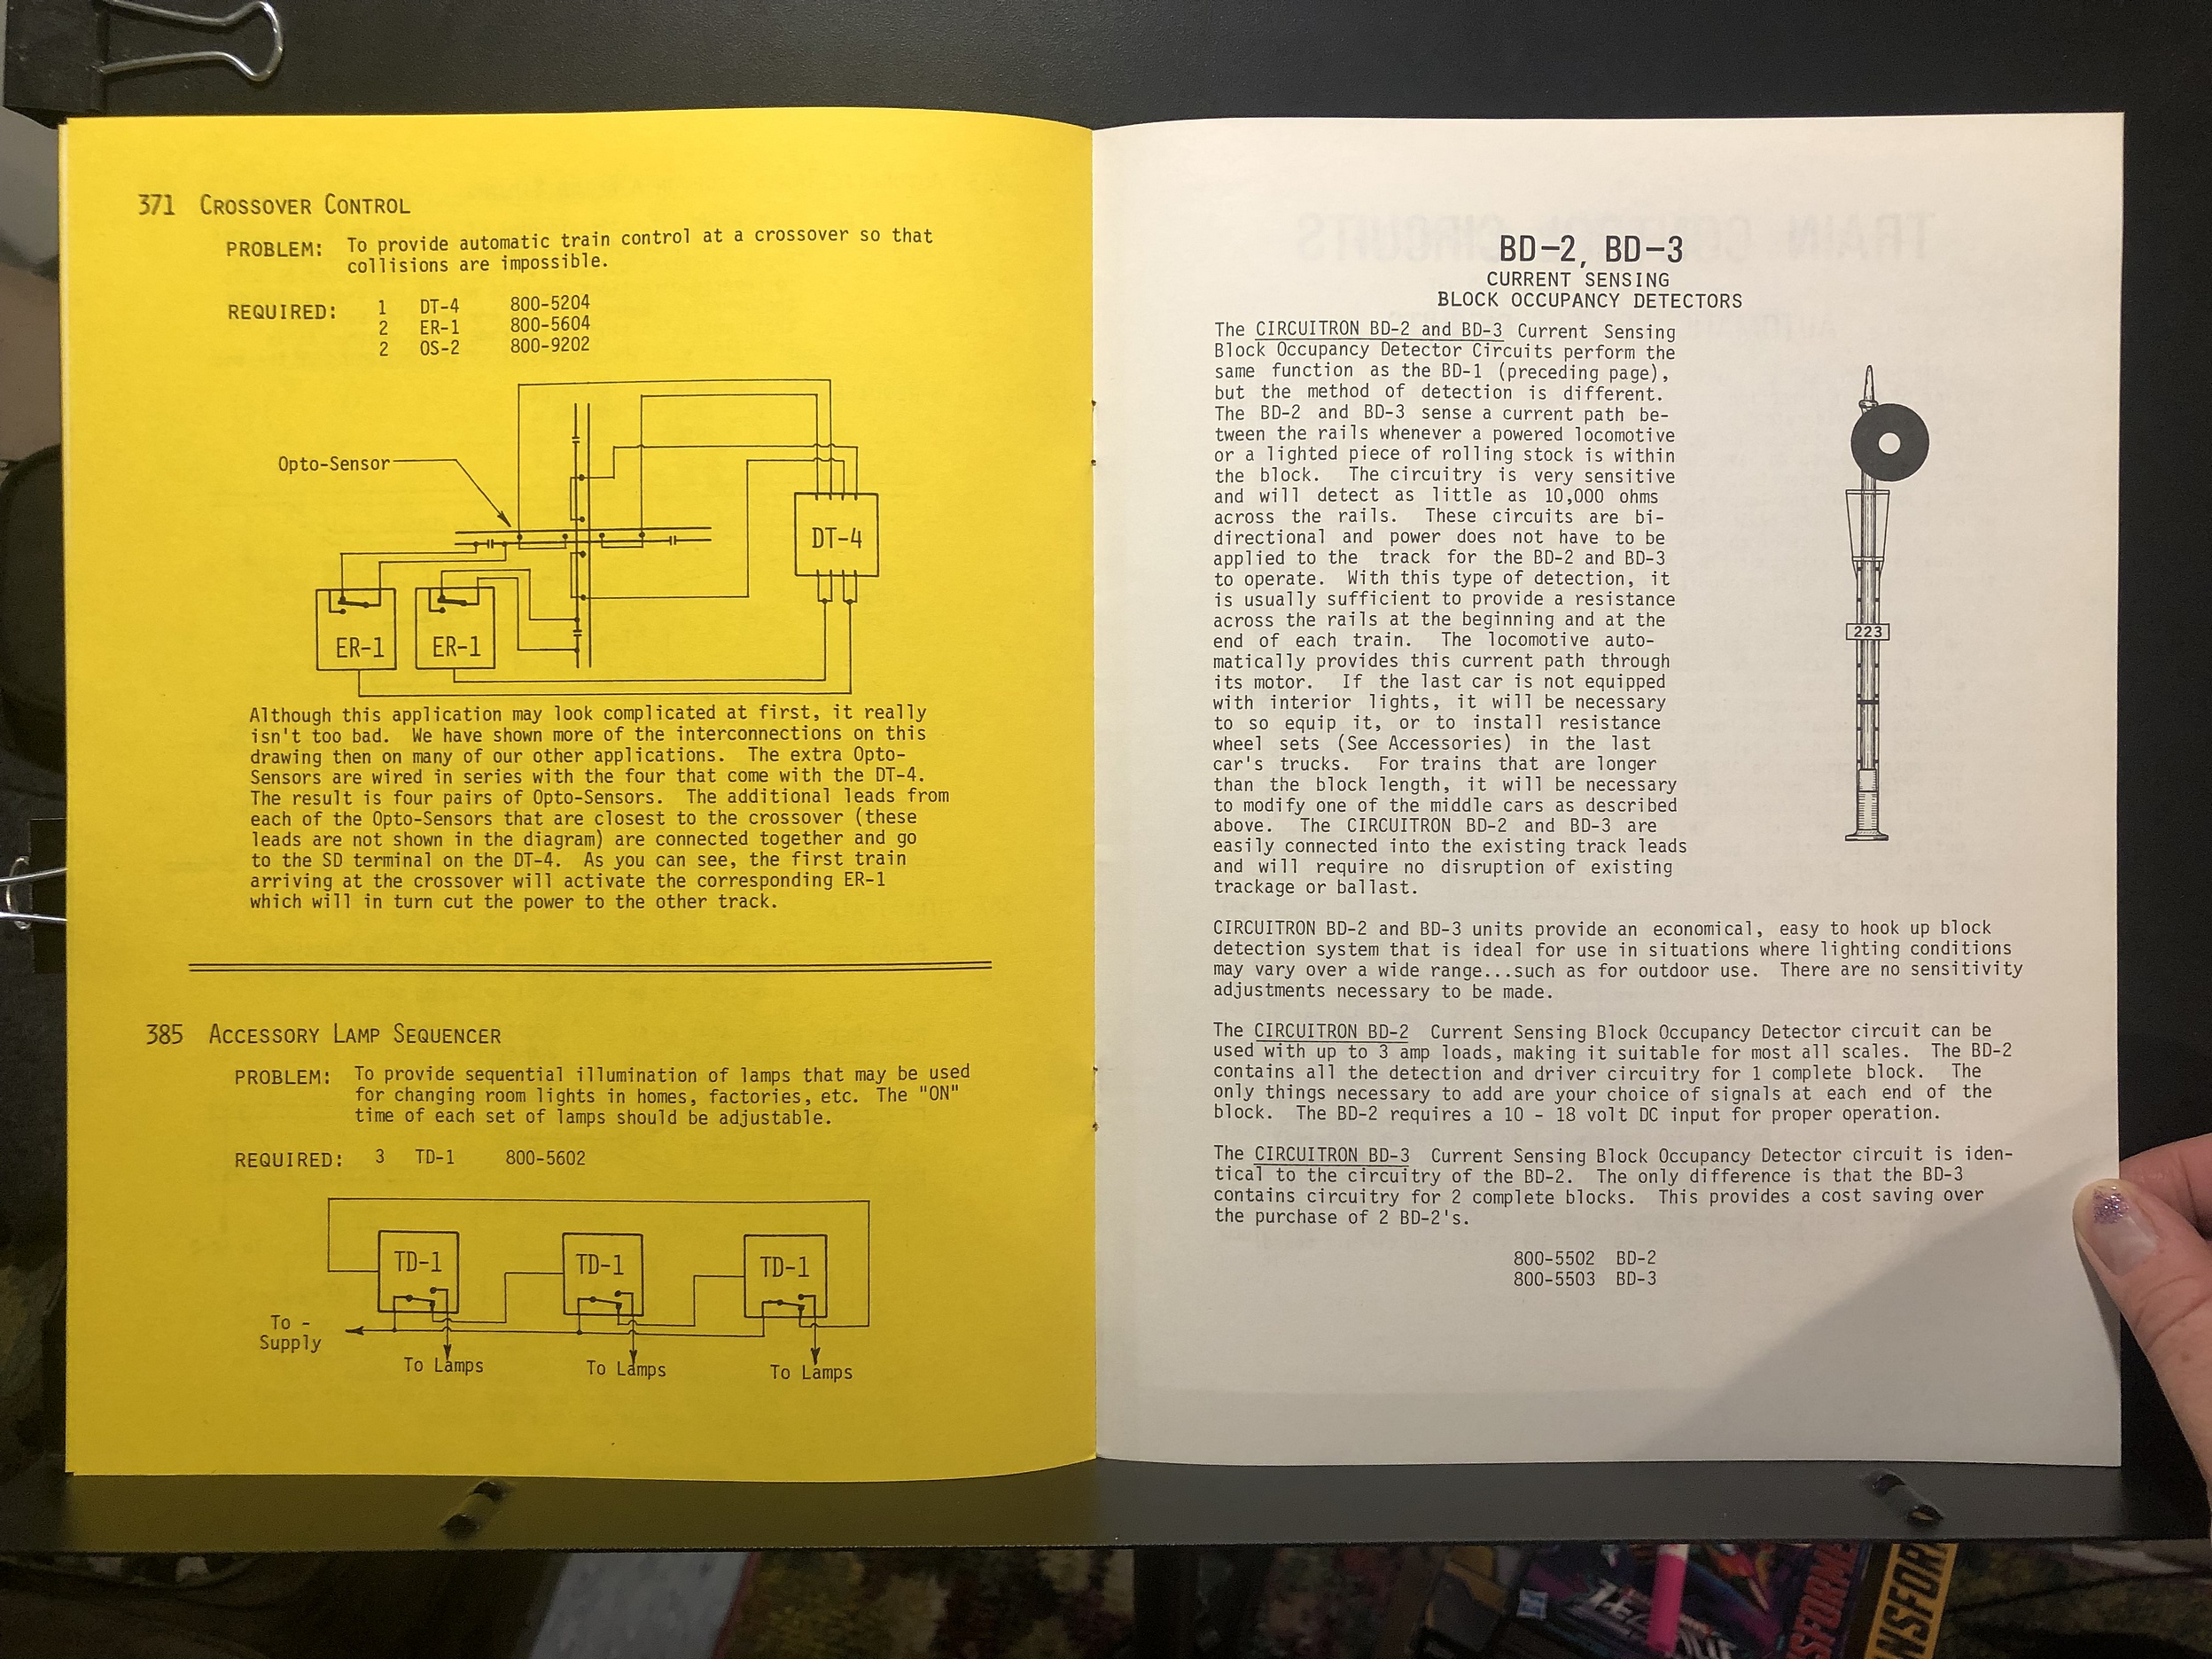 371 CROSSOVER CONTROL
PROBLEM: To provide automatic train control at a crossover so that
collisions are impossible.
REQUIRED: 1 DT-4 800-5204
2 ER-1 800-5604
2 OS-2 800-9202
Opto-Sensor
DT-4
ER-1 ER-1
Although this application may look complicated at first, it really
isn't too bad. We have shown more of the interconnections on this
drawing then on many of our other applications. The extra Opto-
Sensors are wired in series with the four that come with the DT-4.
The result is four pairs of Opto-Sensors. The additional leads from
each of the Opto-Sensors that are closest to the crossover (these
leads are not shown in the diagram) are connected together and go
to the SD terminal on the DT-4. As you can see, the first train
arriving at the crossover will activate the corresponding ER-1
which will in turn cut the power to the other track.
385 ACCESSORY LAMP SEQUENCER
PROBLEM: To provide sequential illumination of lamps that may be used
for changing room lights in homes, factories, etc. The "ON"
time of each set of lamps should be adjustable.
REQUIRED: 3 TD-1 800-5602
TD-1 TD-1 TD-1
To -
Supply
To Lamps To Lamps To Lamps
BD-2, BD-3
CURRENT SENSING
BLOCK OCCUPANCY DETECTORS
The CIRCUITRON BD-2 and BD-3 Current Sensing
Block Occupancy Detector Circuits perform the
same function as the BD-1 (preceding page),
but the method of detection is different.
The BD-2 and BD-3 sense a current path be-
tween the rails whenever a powered locomotive
or a lighted piece of rolling stock is within
the block. The circuitry is very sensitive
and will detect as little as 10,000 ohms
across the rails. These circuits are bi-
directional and power does not have to be
applied to the track for the BD-2 and BD-3
to operate. With this type of detection, it
is usually sufficient to provide a resistance
across the rails at the beginning and at the
end of each train. The locomotive auto-
matically provides this current path through
its motor. If the last car is not equipped
with interior lights, it will be necessary
to so equip it, or to install resistance
wheel sets (See Accessories) in the last
car's trucks. For trains that are longer
than the block length, it will be necessary
to modify one of the middle cars as described
above. The CIRCUITRON BD-2 and BD-3 are
easily connected into the existing track leads
and will require no disruption of existing
trackage or ballast.
223
CIRCUITRON BD-2 and BD-3 units provide an economical, easy to hook up block
detection system that is ideal for use in situations where lighting conditions
may vary over a wide range...such as for outdoor use. There are no sensitivity
adjustments necessary to be made.
The CIRCUITRON BD-2 Current Sensing Block Occupancy Detector circuit can be
used with up to 3 amp loads, making it suitable for most all scales. The BD-2
contains all the detection and driver circuitry for 1 complete block. The
only things necessary to add are your choice of signals at each end of the
block. The BD-2 requires a 10 - 18 volt DC input for proper operation.
The CIRCUITRON BD-3 Current Sensing Block Occupancy Detector circuit is iden-
tical to the circuitry of the BD-2. The only difference is that the BD-3
contains circuitry for 2 complete blocks. This provides a cost saving over
the purchase of 2 BD-2's.
800-5502 BD-2
800-5503 BD-3